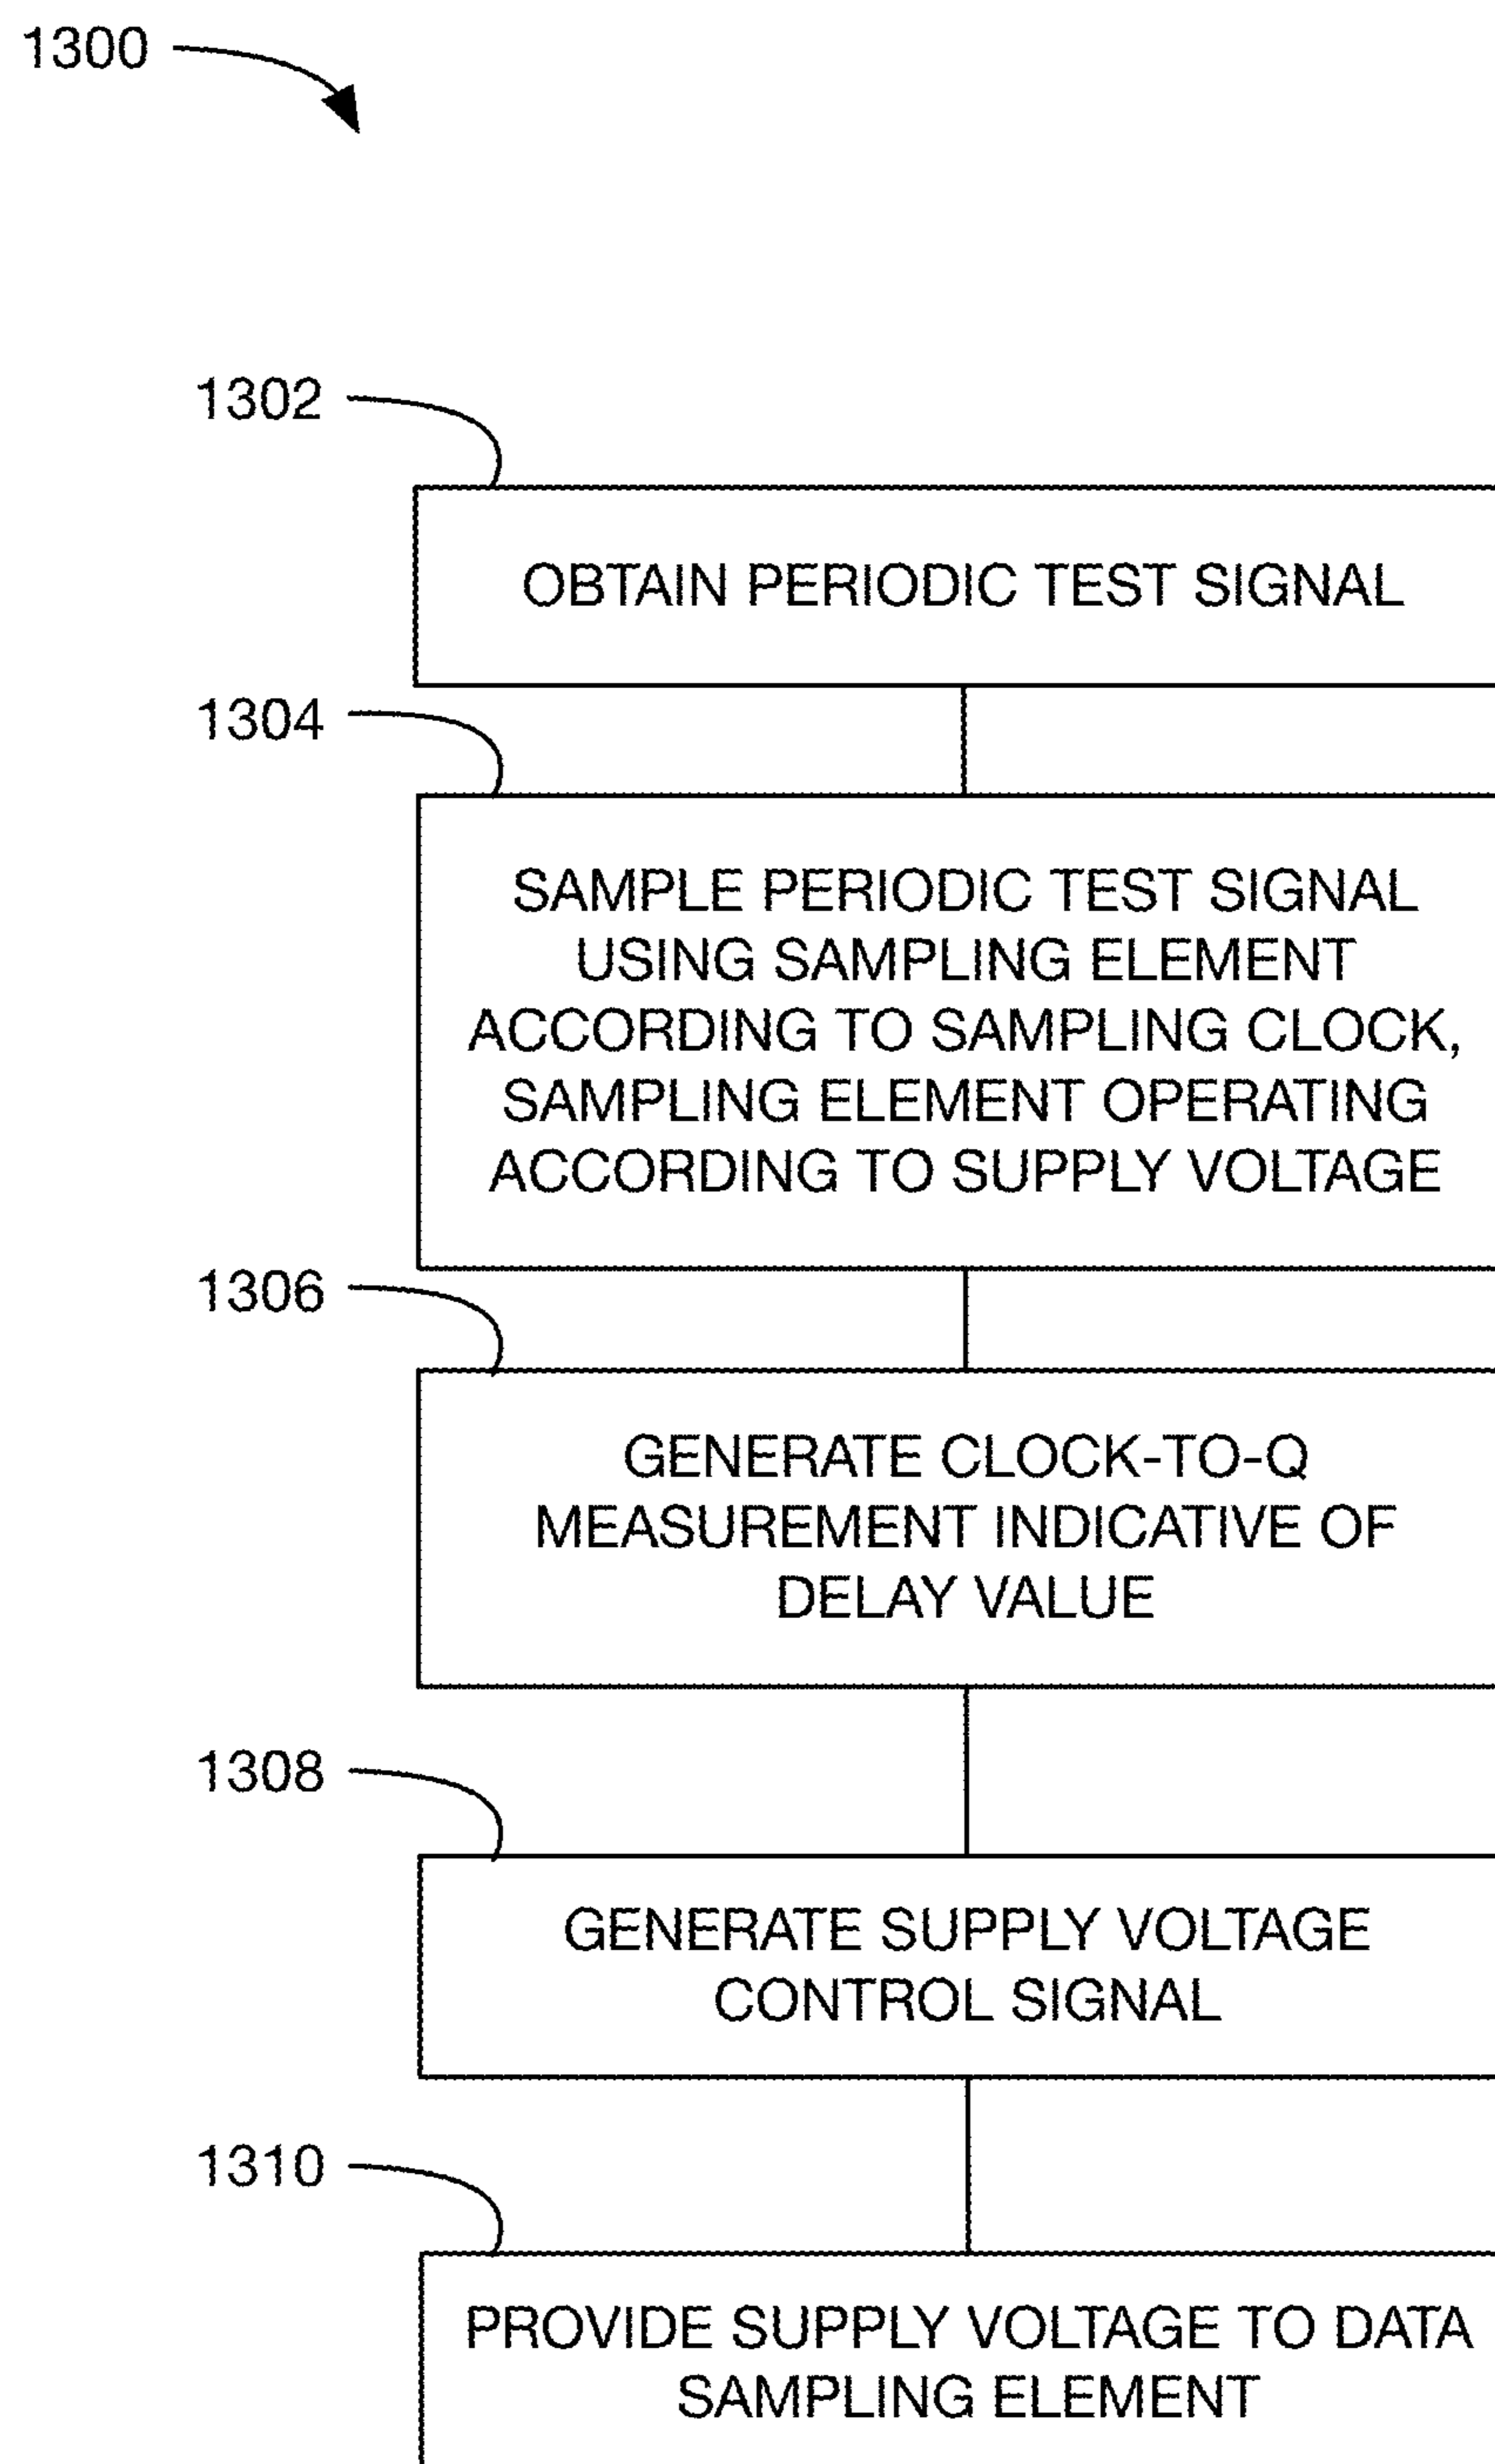 1300
1302
OBTAIN PERIODIC TEST SIGNAL
1304
SAMPLE PERIODIC TEST SIGNAL
USING SAMPLING ELEMENT
ACCORDING TO SAMPLING CLOCK,
SAMPLING ELEMENT OPERATING
ACCORDING TO SUPPLY VOLTAGE
1306
GENERATE CLOCK-TO-Q
MEASUREMENT INDICATIVE OF
DELAY VALUE
1308
GENERATE SUPPLY VOLTAGE
CONTROL SIGNAL
1310
PROVIDE SUPPLY VOLTAGE TO DATA
SAMPLING ELEMENT